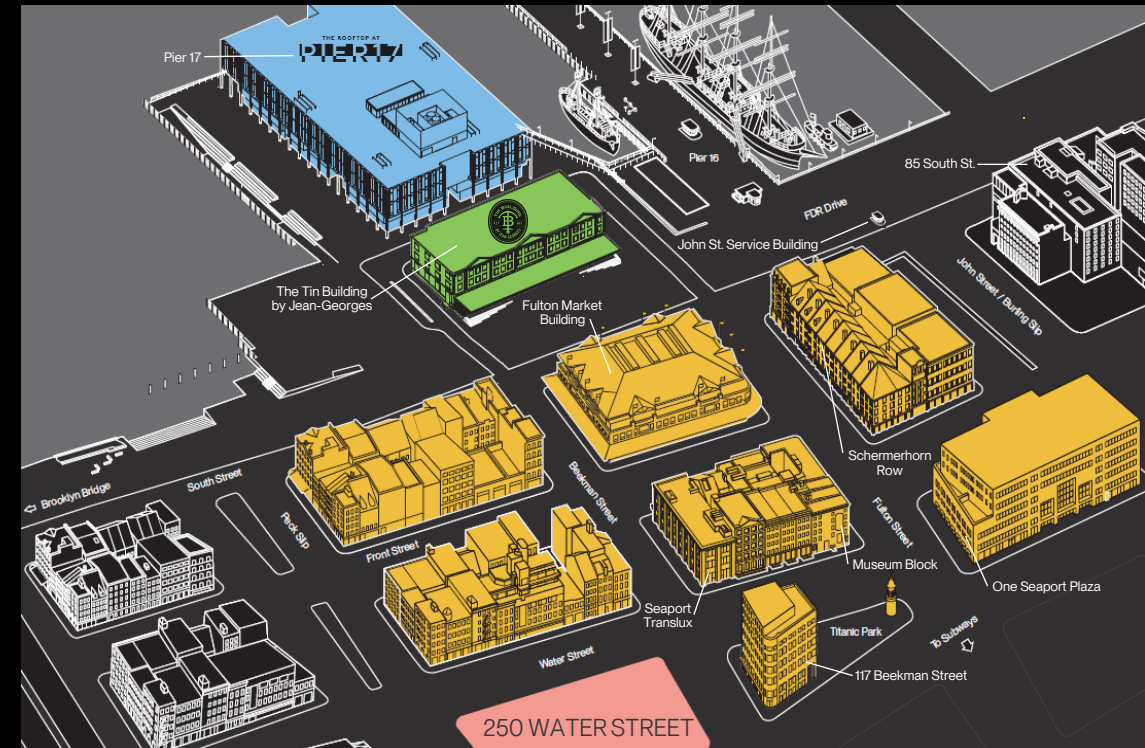 THE ROOFTOP AT
PIER17
Pier 17
Pier 16
85 South St.
FDR Drive
John St. Service Building
TIN BUILDING
The Tin Building
by Jean-Georges
Fulton Market
Building
John Street / Burling Slip
Schermerhorn
Row
Brooklyn Bridge
South Street
Peck Slip
Beekman Street
Front Street
Fulton Street
Museum Block
One Seaport Plaza
Seaport
Translux
Titanic Park
To Subways
Water Street
117 Beekman Street
250 WATER STREET